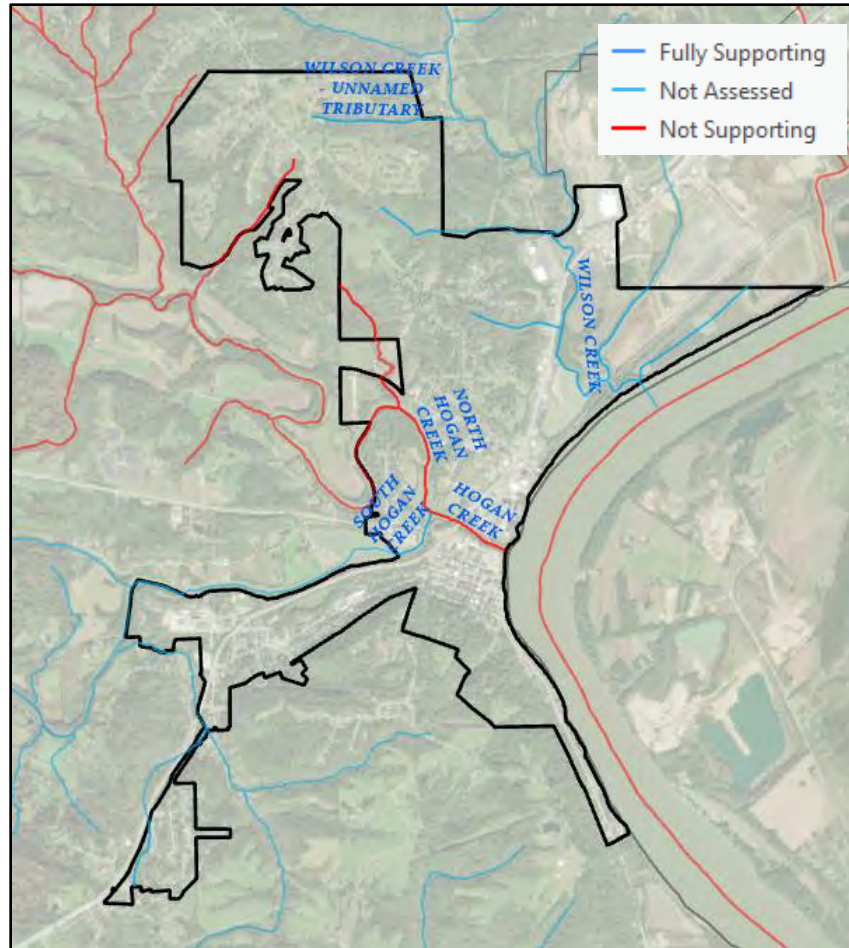 Fully Supporting
Not Assessed
Not Supporting
WILSON CREEK
- UNNAMED
TRIBUTARY
WILSON CREEK
NORTH
HOGAN
CREEK
HOGAN
CREEK
SOUTH
HOGAN
CREEK